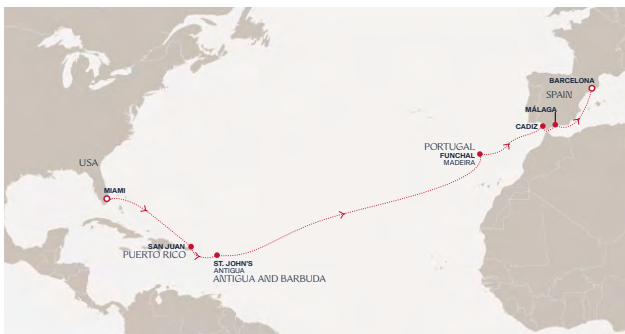 BARCELONA
SPAIN
MÁLAGA
CADIZ
PORTUGAL
FUNCHAL
MADEIRA
USA
MIAMI
SAN JUAN
PUERTO RICO
ST. JOHN'S
ANTIGUA
ANTIGUA AND BARBUDA